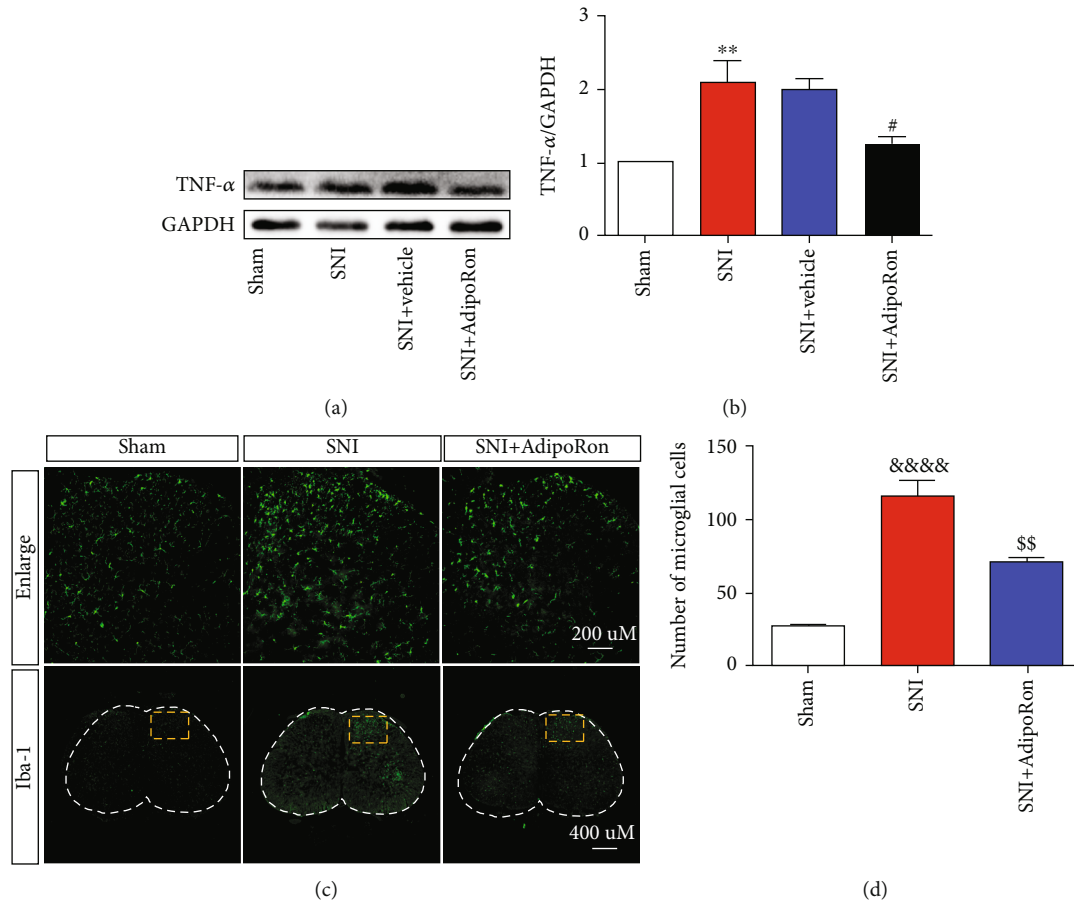 TNF-α
GAPDH
Sham
SNI
SNI+vehicle
SNI+AdipoRon
(a)
TNF-α/GAPDH
3
2
1
0
**
#
Sham
SNI
SNI+vehicle
SNI+AdipoRon
(b)
Sham
SNI
SNI+AdipoRon
Enlarge
200 uM
Iba-1
400 uM
(c)
Number of microglial cells
150
100
50
0
&&&&
$$
Sham
SNI
SNI+AdipoRon
(d)